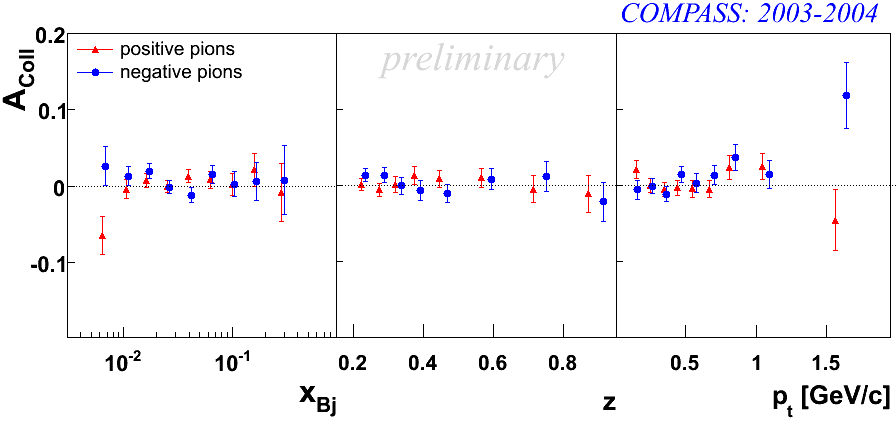 COMPASS: 2003-2004
preliminary
positive pions
negative pions
A_Coll
0.2
0.1
0
-0.1
10^-2 10^-1
0.2 0.4 0.6 0.8
0.5 1 1.5
x_Bj
z
p_t [GeV/c]